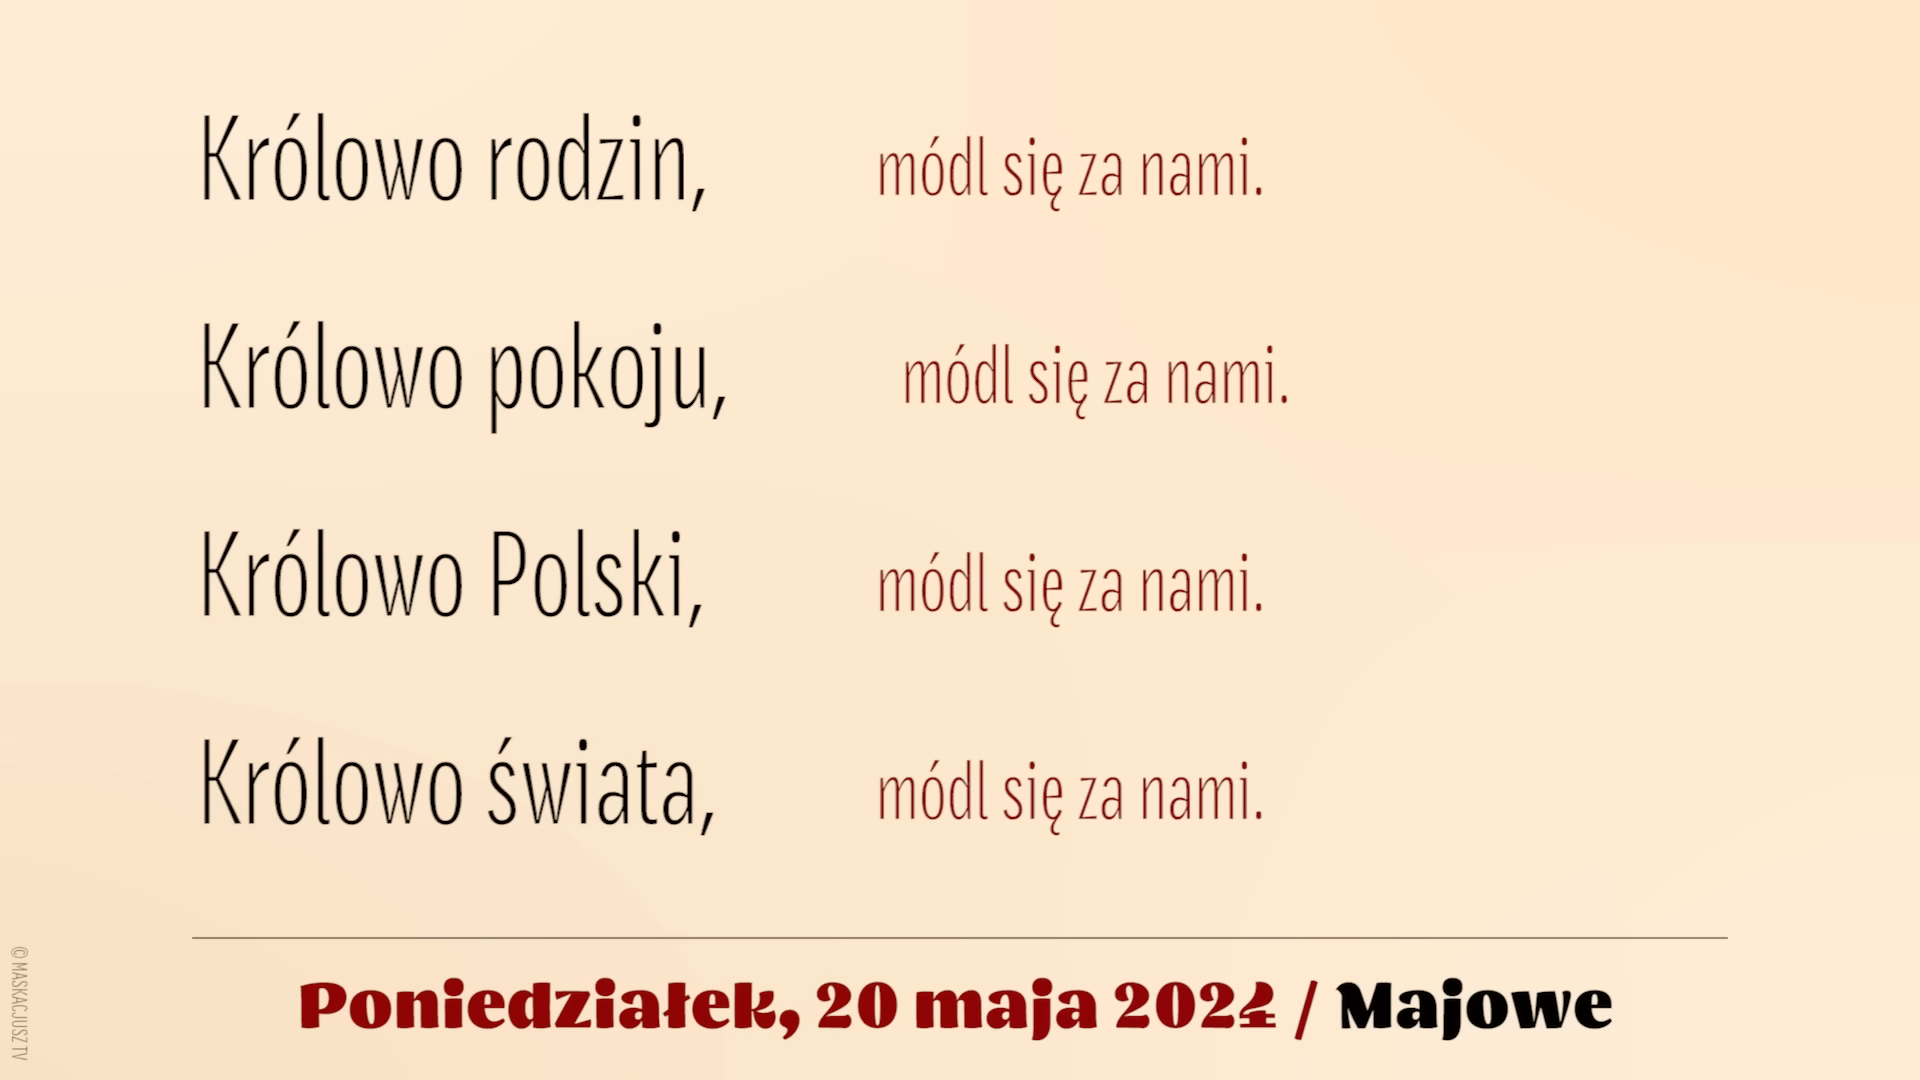 Królowo rodzin, módl się za nami.
Królowo pokoju, módl się za nami.
Królowo Polski, módl się za nami.
Królowo świata, módl się za nami.
Poniedziałek, 20 maja 2024 / Majowe
© MASKACJUSZ TV